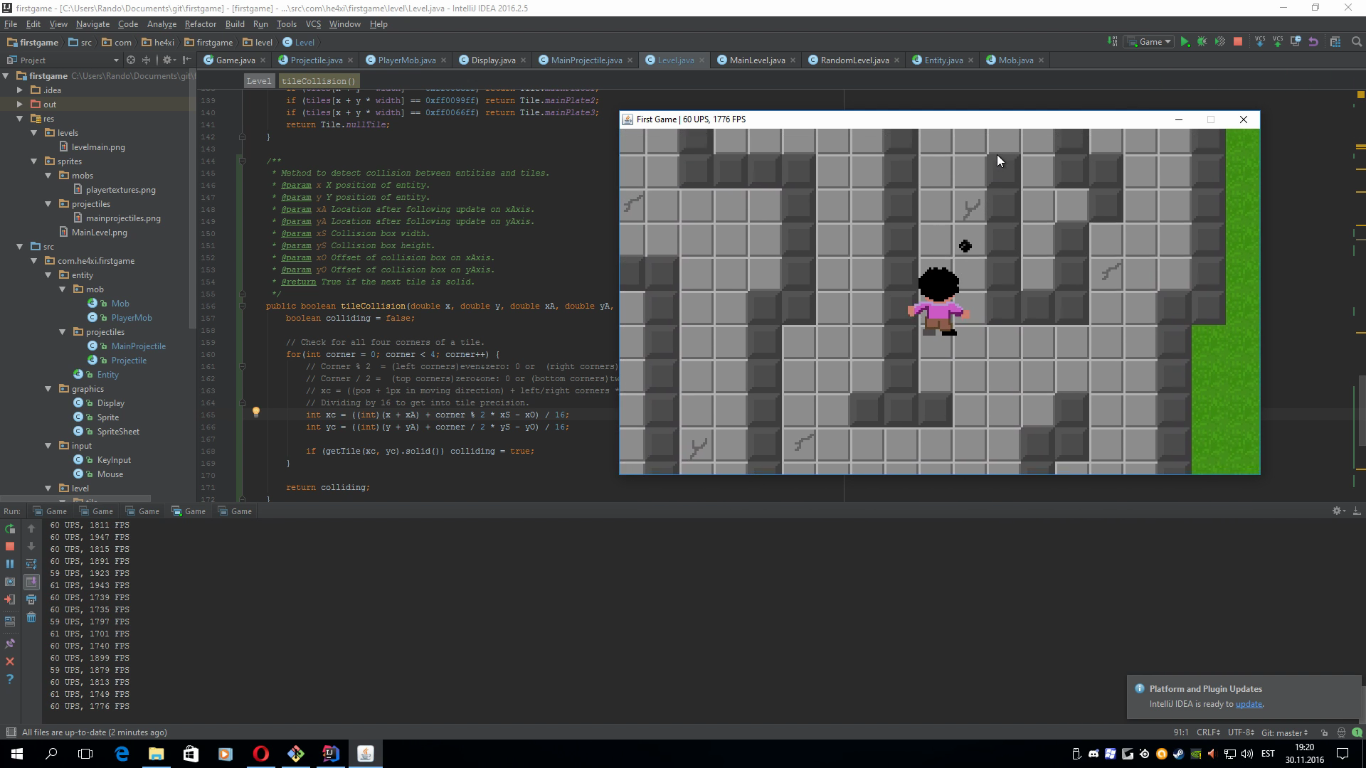 firstgame - [C:\Users\Rando\Documents\git\firstgame] - [firstgame] - ...\src\com\he4xi\firstgame\level\Level.java - IntelliJ IDEA 2016.2.5
File Edit View Navigate Code Analyze Refactor Build Run Tools VCS Window Help
firstgame src com he4xi firstgame level Level
Game
Project
Game.java Projectile.java PlayerMob.java Display.java MainProjectile.java Level.java MainLevel.java RandomLevel.java Entity.java Mob.java
firstgame C:\Users\Rando\Documents\git\
.idea
out
res
levels
levelmain.png
sprites
mobs
playertextures.png
projectiles
mainprojectiles.png
MainLevel.png
src
com.he4xi.firstgame
entity
mob
Mob
PlayerMob
projectiles
MainProjectile
Projectile
Entity
graphics
Display
Sprite
SpriteSheet
input
KeyInput
Mouse
level
Level tileCollision()
139 if (tiles[x + y * width] == 0xff0099ff) return Tile.mainPlate2;
140 if (tiles[x + y * width] == 0xff0066ff) return Tile.mainPlate3;
141 return Tile.nullTile;
142 }
143
144 /**
145 * Method to detect collision between entities and tiles.
146 * @param x X position of entity.
147 * @param y Y position of entity.
148 * @param xA Location after following update on xAxis.
149 * @param yA Location after following update on yAxis.
150 * @param xS Collision box width.
151 * @param yS Collision box height.
152 * @param xO Offset of collision box on xAxis.
153 * @param yO Offset of collision box on yAxis.
154 * @return True if the next tile is solid.
155 */
156 public boolean tileCollision(double x, double y, double xA, double yA,
157 boolean colliding = false;
158
159 // Check for all four corners of a tile.
160 for(int corner = 0; corner < 4; corner++) {
161 // Corner % 2 = (left corners)even&zero: 0 or (right corners)
162 // Corner / 2 = (top corners)zero&one: 0 or (bottom corners)tw
163 // xc = ((pos + 1px in moving direction) + left/right corners *
164 // Dividing by 16 to get into tile precision.
165 int xc = ((int)(x + xA) + corner % 2 * xS - xO) / 16;
166 int yc = ((int)(y + yA) + corner / 2 * yS - yO) / 16;
167
168 if (getTile(xc, yc).solid()) colliding = true;
169 }
170
171 return colliding;
172 }
First Game | 60 UPS, 1776 FPS
Run: Game Game Game Game Game
60 UPS, 1811 FPS
60 UPS, 1947 FPS
60 UPS, 1815 FPS
60 UPS, 1891 FPS
59 UPS, 1923 FPS
61 UPS, 1943 FPS
60 UPS, 1739 FPS
60 UPS, 1735 FPS
59 UPS, 1797 FPS
61 UPS, 1701 FPS
60 UPS, 1740 FPS
60 UPS, 1899 FPS
59 UPS, 1879 FPS
60 UPS, 1813 FPS
61 UPS, 1749 FPS
60 UPS, 1776 FPS
Platform and Plugin Updates
IntelliJ IDEA is ready to update.
All files are up-to-date (2 minutes ago)
91:1 CRLF UTF-8 Git: master
EST
19:20
30.11.2016